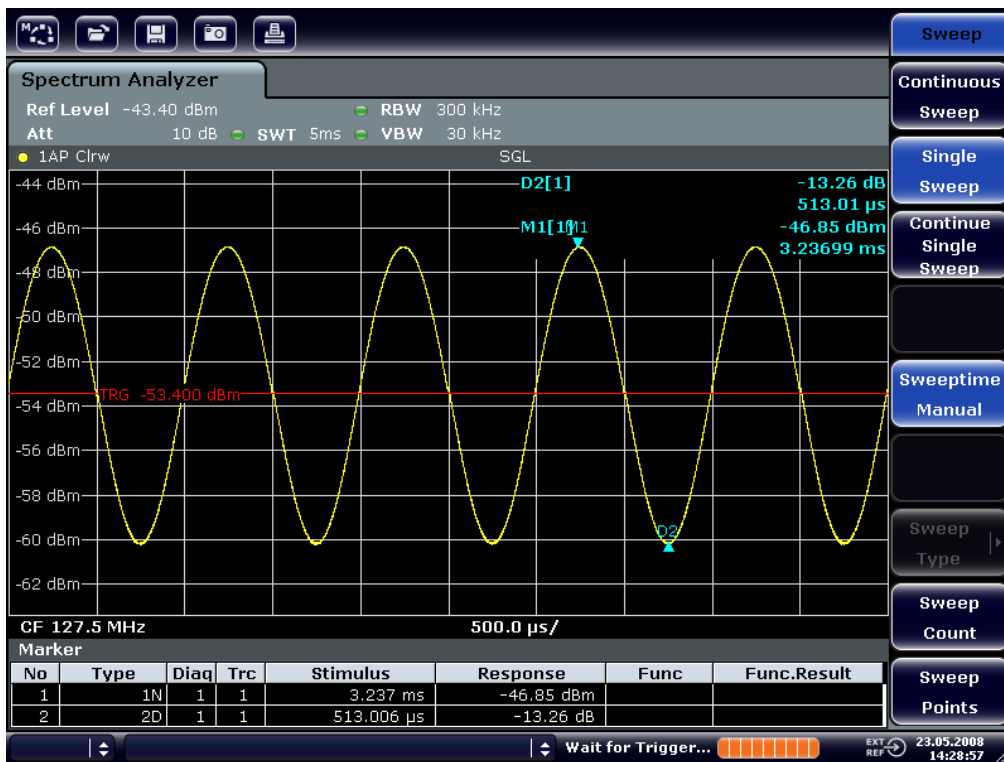 M
Sweep
Spectrum Analyzer
Ref Level -43.40 dBm RBW 300 kHz
Att 10 dB SWT 5ms VBW 30 kHz
1AP Clrw SGL
-44 dBm D2[1] -13.26 dB
513.01 µs
-46 dBm M1[1] M1 -46.85 dBm
3.23699 ms
-48 dBm
-50 dBm
-52 dBm
TRG -53.400 dBm
-54 dBm
-56 dBm
-58 dBm
D2
-60 dBm
-62 dBm
CF 127.5 MHz 500.0 µs/
Marker
No Type Diag Trc Stimulus Response Func Func.Result
1 1N 1 1 3.237 ms -46.85 dBm
2 2D 1 1 513.006 µs -13.26 dB
Wait for Trigger... EXT REF 23.05.2008
14:28:57
Continuous
Sweep
Single
Sweep
Continue
Single
Sweep
Sweeptime
Manual
Sweep
Type
Sweep
Count
Sweep
Points